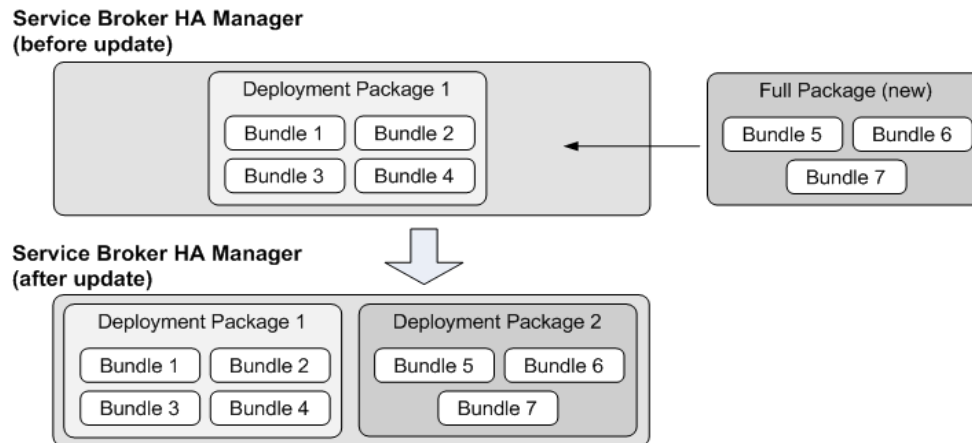 Service Broker HA Manager
(before update)
Deployment Package 1
Bundle 1
Bundle 2
Bundle 3
Bundle 4
Full Package (new)
Bundle 5
Bundle 6
Bundle 7
Service Broker HA Manager
(after update)
Deployment Package 1
Bundle 1
Bundle 2
Bundle 3
Bundle 4
Deployment Package 2
Bundle 5
Bundle 6
Bundle 7